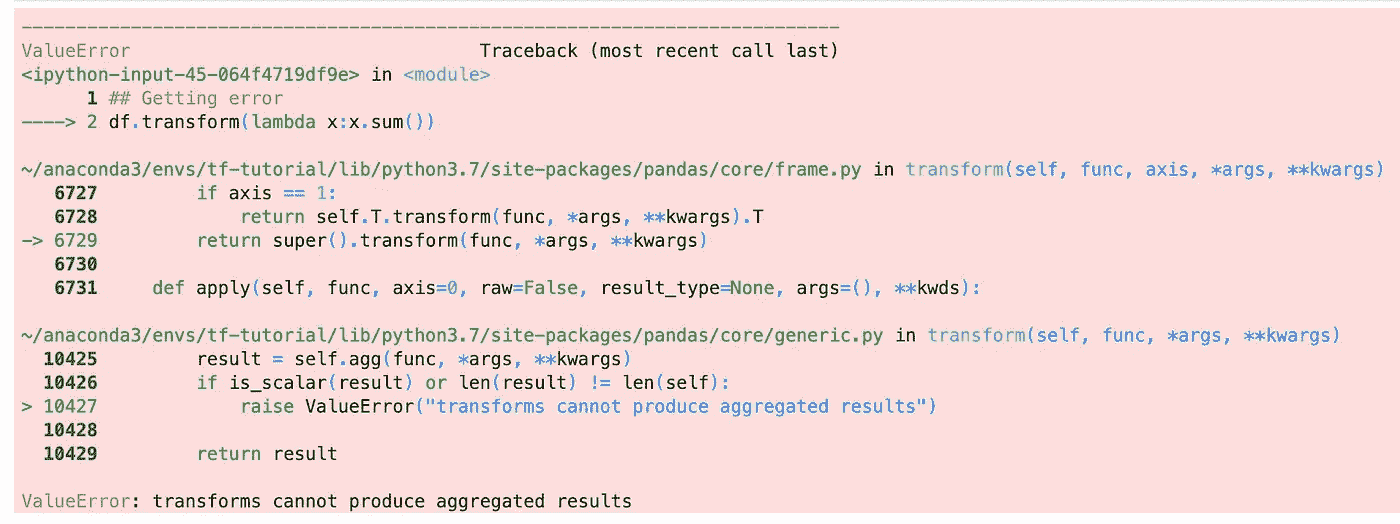 ---------------------------------------------------------------------------
ValueError                                Traceback (most recent call last)
<ipython-input-45-064f4719df9e> in <module>
      1 ## Getting error
----> 2 df.transform(lambda x:x.sum())
~/anaconda3/envs/tf-tutorial/lib/python3.7/site-packages/pandas/core/frame.py in transform(self, func, axis, *args, **kwargs)
   6727         if axis == 1:
   6728             return self.T.transform(func, *args, **kwargs).T
-> 6729         return super().transform(func, *args, **kwargs)
   6730
   6731     def apply(self, func, axis=0, raw=False, result_type=None, args=(), **kwds):
~/anaconda3/envs/tf-tutorial/lib/python3.7/site-packages/pandas/core/generic.py in transform(self, func, *args, **kwargs)
  10425         result = self.agg(func, *args, **kwargs)
  10426         if is_scalar(result) or len(result) != len(self):
> 10427             raise ValueError("transforms cannot produce aggregated results")
  10428
  10429         return result
ValueError: transforms cannot produce aggregated results